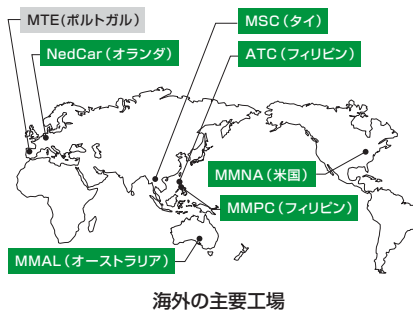 MTE(ポルトガル)
NedCar(オランダ)
MSC(タイ)
ATC(フィリピン)
MMNA(米国)
MMPC(フィリピン)
MMAL(オーストラリア)
海外の主要工場